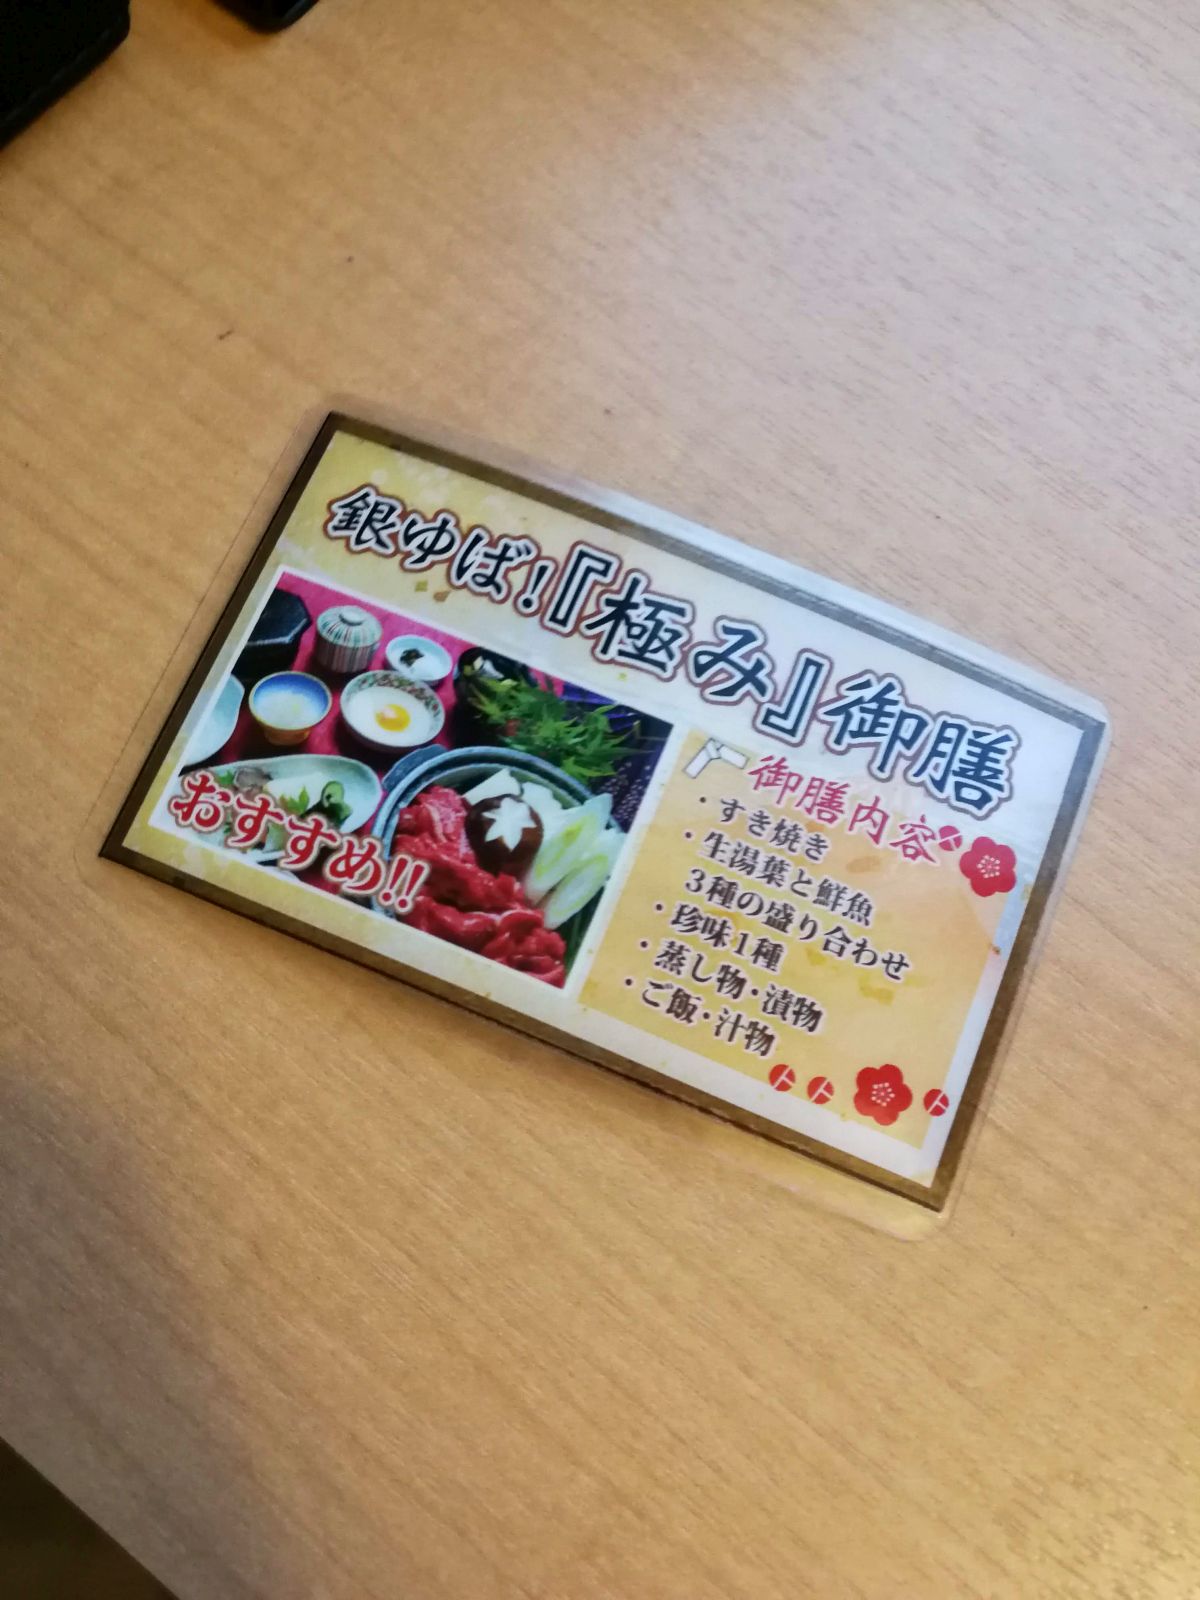 銀ゆば!『極み』御膳
おすすめ!!
御膳内容
・すき焼き
・生湯葉と鮮魚
3種の盛り合わせ
・珍味1種
・蒸し物・漬物
・ご飯・汁物